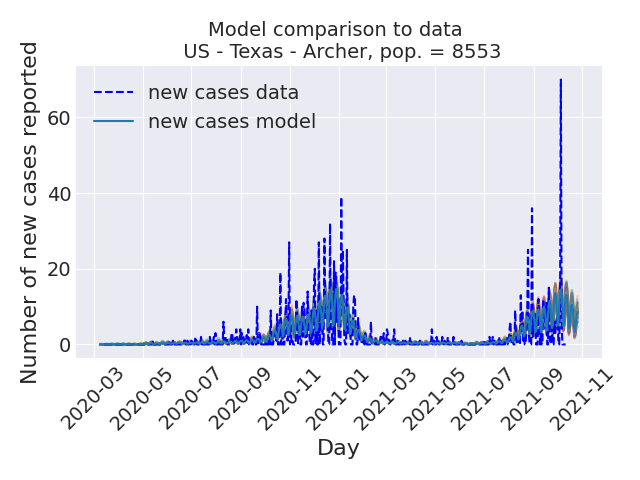 Model comparison to data
US - Texas - Archer, pop. = 8553
new cases data
new cases model
Number of new cases reported
60
40
20
0
2020-03
2020-05
2020-07
2020-09
2020-11
2021-01
2021-03
2021-05
2021-07
2021-09
2021-11
Day